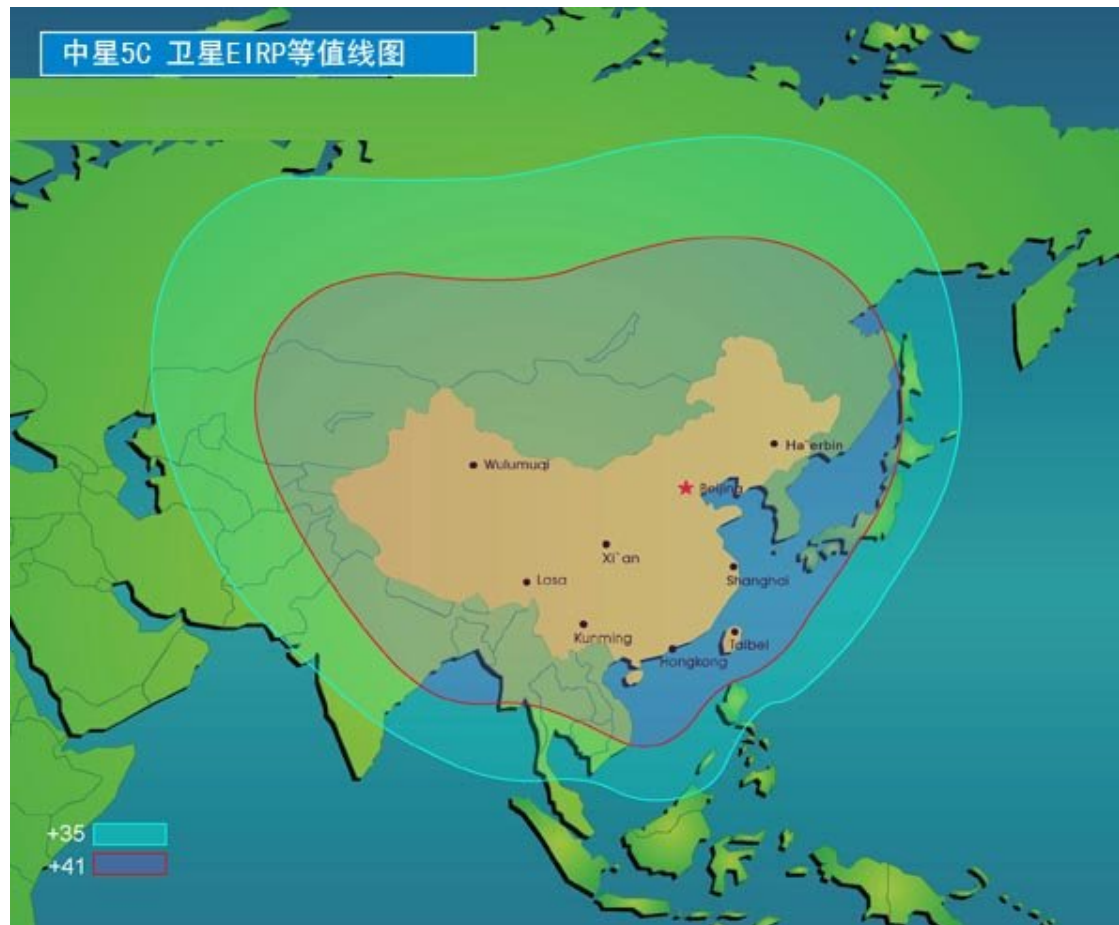 中星5C 卫星EIRP等值线图
Ha`erbin
Wulumuqi
Beijing
Xi`an
Shanghai
Lasa
Kunming
Taibei
Hongkong
+35
+41